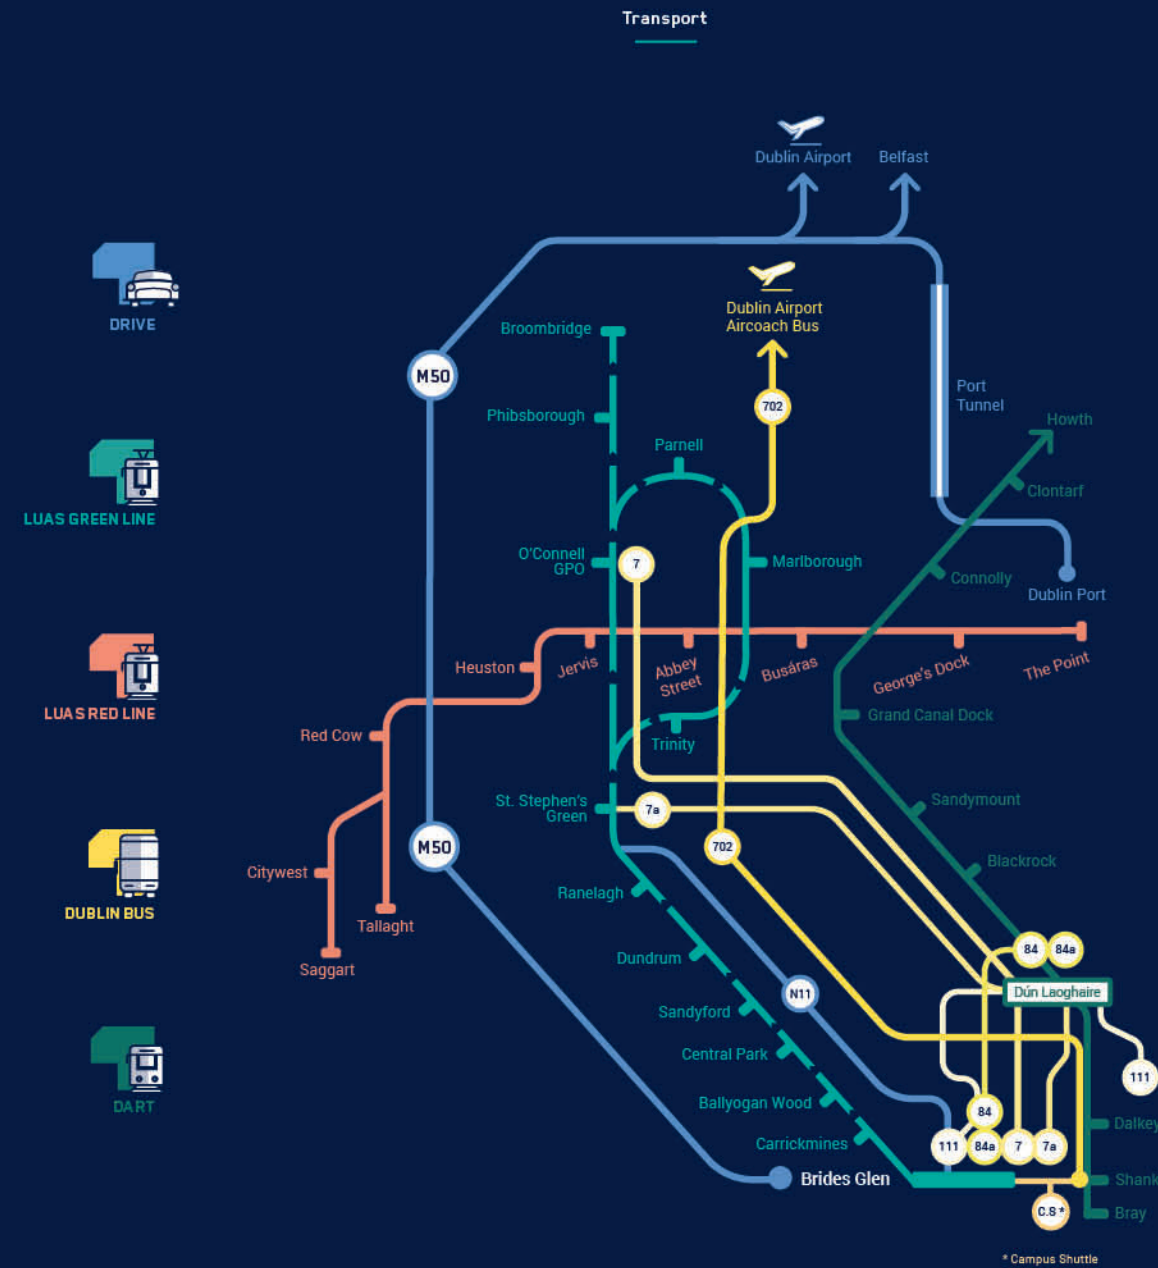 Transport
Dublin Airport
Belfast
DRIVE
Dublin Airport
Aircoach Bus
Broombridge
M50
Port
Tunnel
702
Phibsborough
Howth
Parnell
Clontarf
LUAS GREEN LINE
O'Connell
GPO
7
Marlborough
Connolly
Dublin Port
Heuston
Jervis
Abbey
Street
Busáras
George's Dock
The Point
LUAS RED LINE
Grand Canal Dock
Red Cow
Trinity
St. Stephen's
Green
7a
Sandymount
M50
702
Blackrock
Citywest
Ranelagh
DUBLIN BUS
Tallaght
84
84a
Dundrum
Saggart
N11
Dún Laoghaire
Sandyford
Central Park
111
DART
Ballyogan Wood
84
Dalkey
Carrickmines
111
84a
7
7a
Brides Glen
Shank
C.S *
Bray
* Campus Shuttle